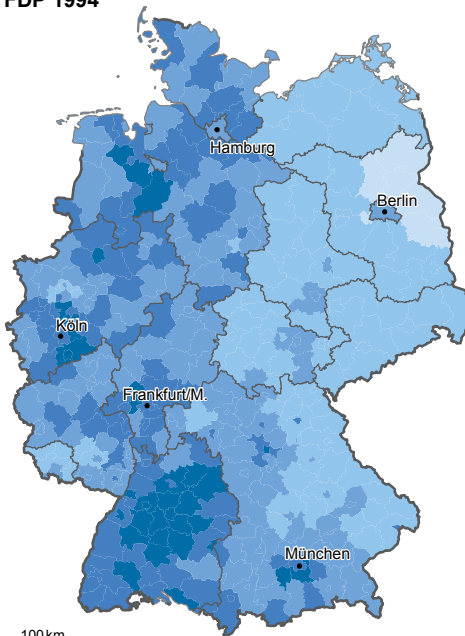 FDP 1994
Hamburg
Berlin
Köln
Frankfurt/M.
München
100 km